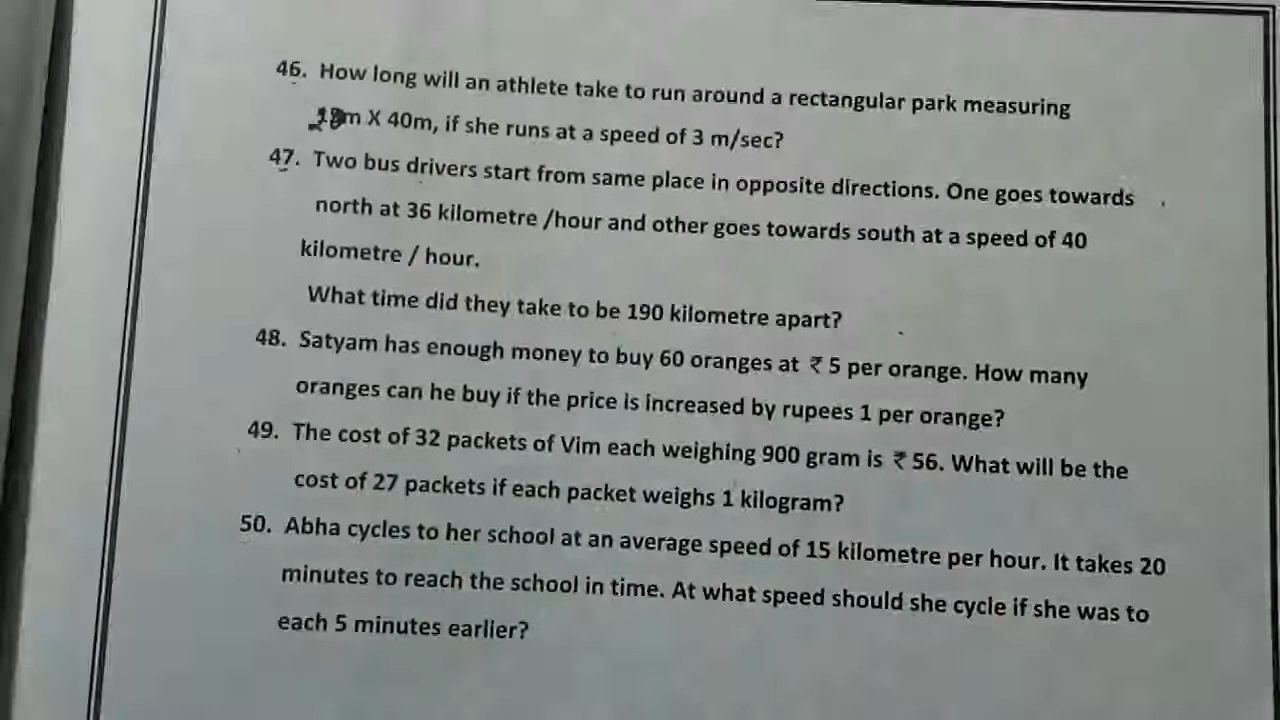 46. How long will an athlete take to run around a rectangular park measuring
X 40m, if she runs at a speed of 3 m/sec?
47. Two bus drivers start from same place in opposite directions. One goes towards
north at 36 kilometre /hour and other goes towards south at a speed of 40
kilometre / hour.
What time did they take to be 190 kilometre apart?
48. Satyam has enough money to buy 60 oranges at ₹ 5 per orange. How many
oranges can he buy if the price is increased by rupees 1 per orange?
49. The cost of 32 packets of Vim each weighing 900 gram is ₹ 56. What will be the
cost of 27 packets if each packet weighs 1 kilogram?
50. Abha cycles to her school at an average speed of 15 kilometre per hour. It takes 20
minutes to reach the school in time. At what speed should she cycle if she was to
each 5 minutes earlier?